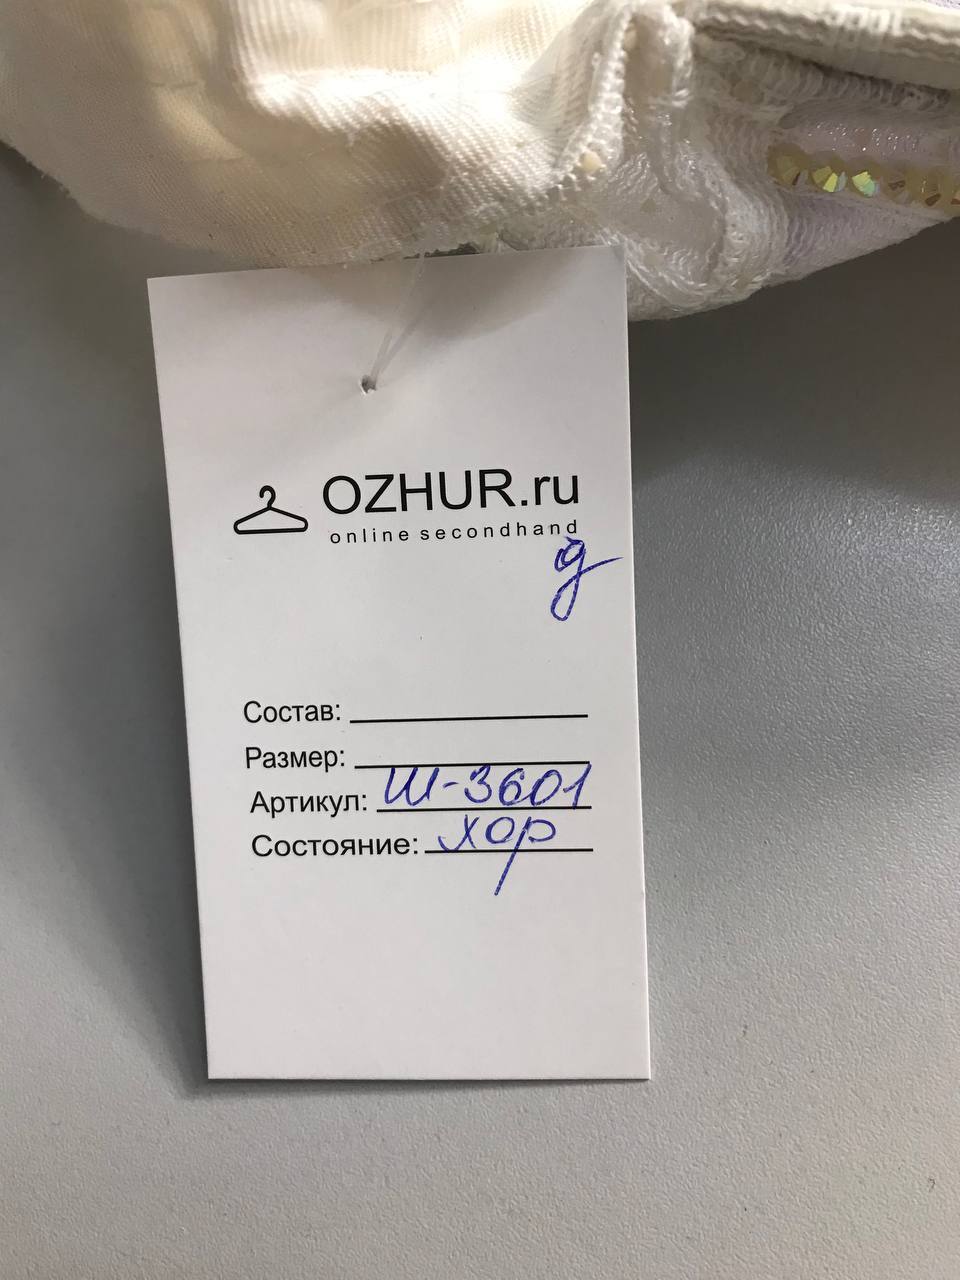 OZHUR.ru
online secondhand
д
Состав:
Размер:
Артикул: Ш-3601
Состояние: хор